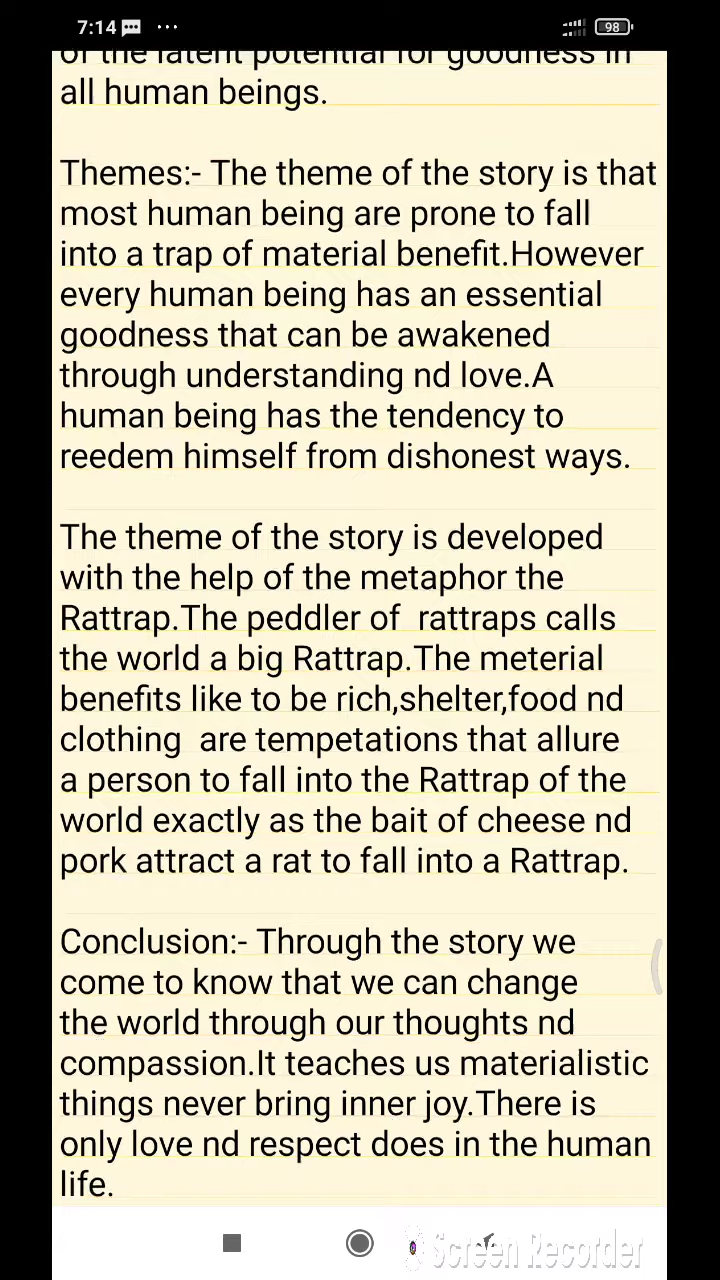 7:14
98
of the latent potential for goodness in
all human beings.
Themes:- The theme of the story is that
most human being are prone to fall
into a trap of material benefit.However
every human being has an essential
goodness that can be awakened
through understanding nd love.A
human being has the tendency to
reedem himself from dishonest ways.
The theme of the story is developed
with the help of the metaphor the
Rattrap.The peddler of  rattraps calls
the world a big Rattrap.The meterial
benefits like to be rich,shelter,food nd
clothing  are tempetations that allure
a person to fall into the Rattrap of the
world exactly as the bait of cheese nd
pork attract a rat to fall into a Rattrap.
Conclusion:- Through the story we
come to know that we can change
the world through our thoughts nd
compassion.It teaches us materialistic
things never bring inner joy.There is
only love nd respect does in the human
life.
Screen Recorder